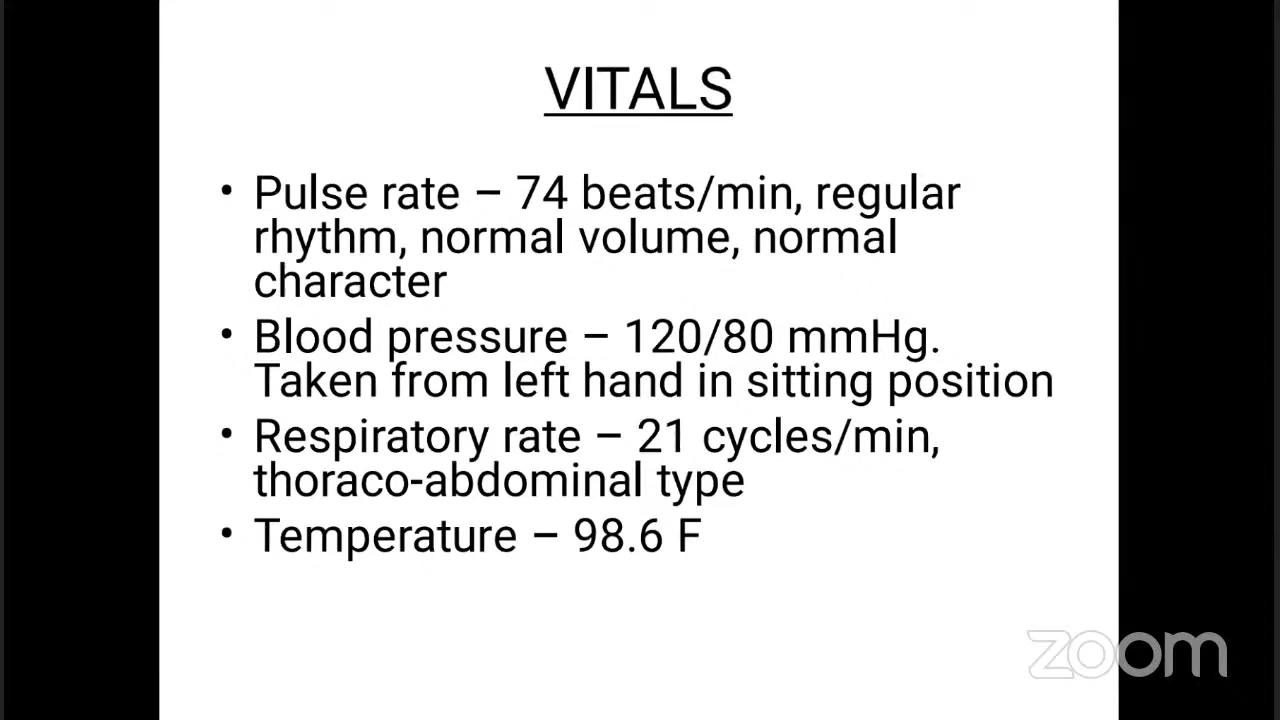 VITALS
• Pulse rate – 74 beats/min, regular
rhythm, normal volume, normal
character
• Blood pressure – 120/80 mmHg.
Taken from left hand in sitting position
• Respiratory rate – 21 cycles/min,
thoraco-abdominal type
• Temperature – 98.6 F
zoom